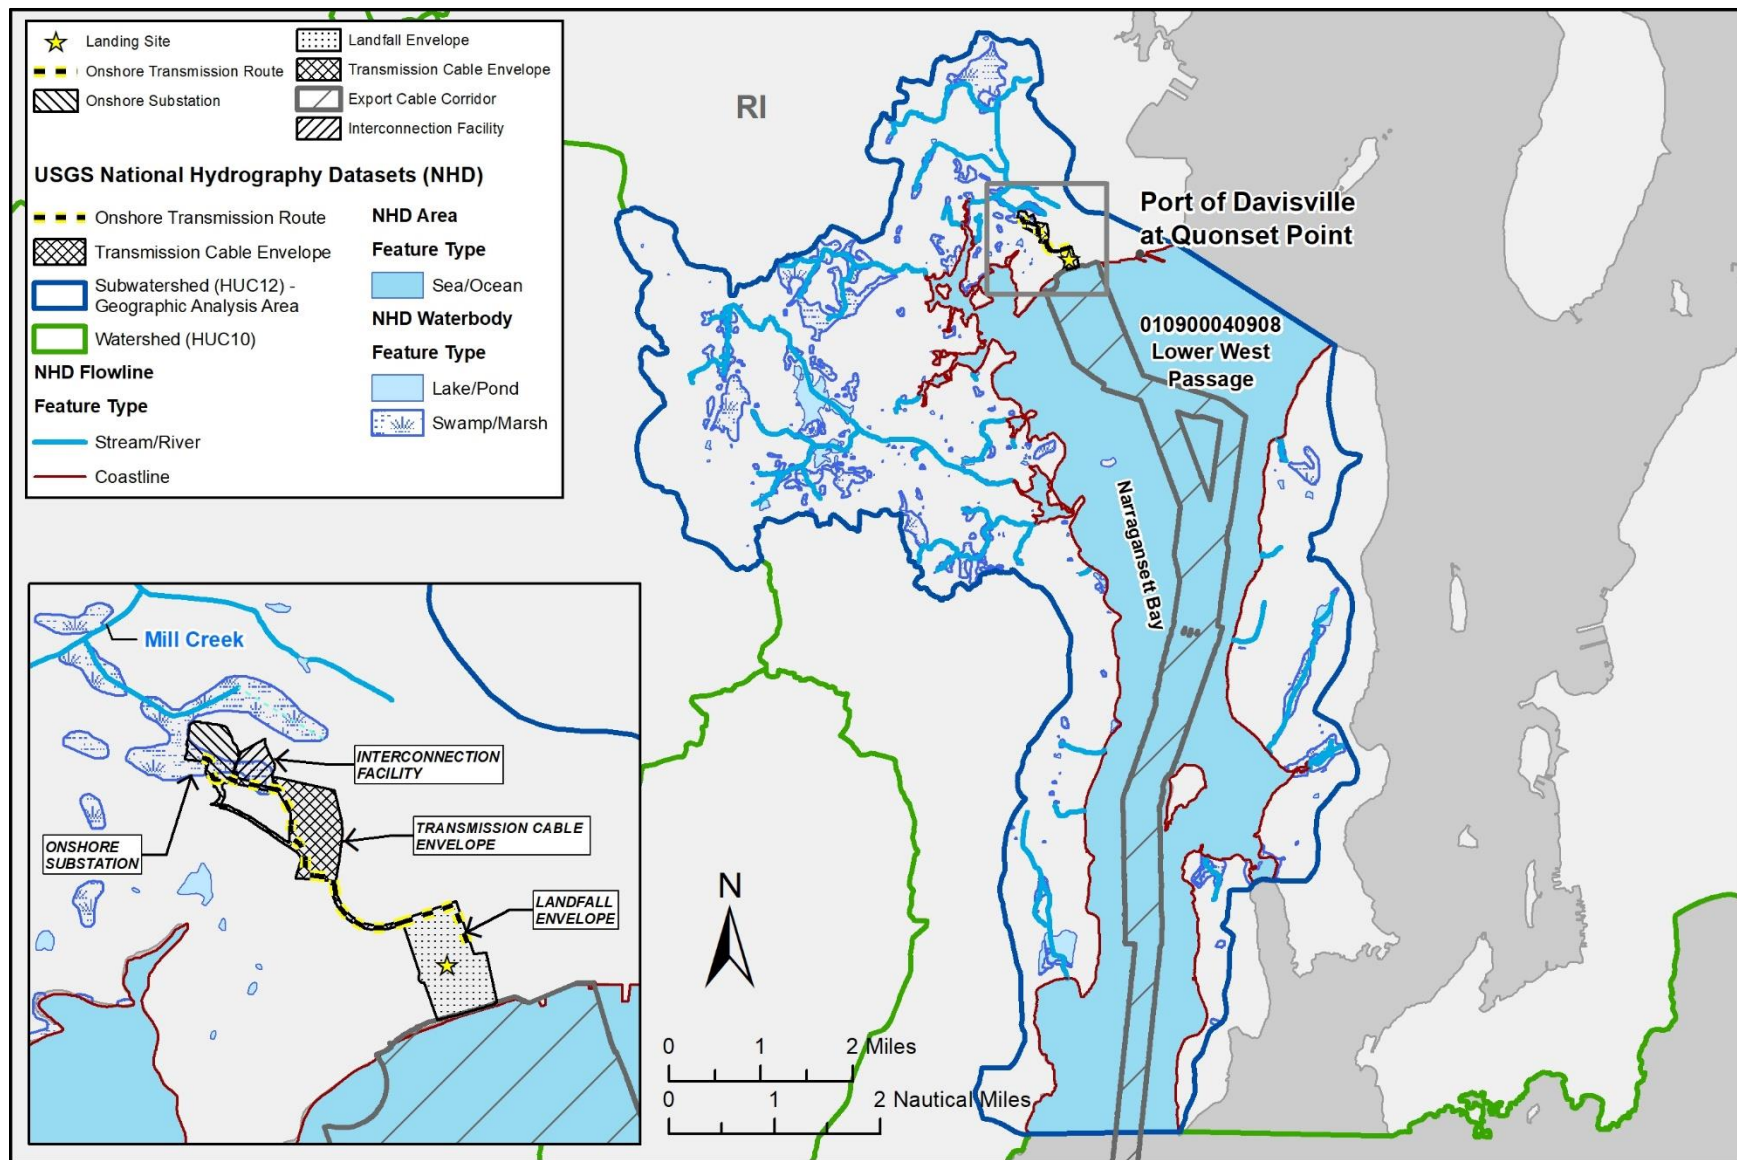 Landing Site
Onshore Transmission Route
Onshore Substation
Landfall Envelope
Transmission Cable Envelope
Export Cable Corridor
Interconnection Facility
USGS National Hydrography Datasets (NHD)
Onshore Transmission Route
Transmission Cable Envelope
Subwatershed (HUC12) -
Geographic Analysis Area
Watershed (HUC10)
NHD Flowline
Feature Type
Stream/River
Coastline
NHD Area
Feature Type
Sea/Ocean
NHD Waterbody
Feature Type
Lake/Pond
Swamp/Marsh
RI
Port of Davisville
at Quonset Point
010900040908
Lower West
Passage
Narragansett Bay
Mill Creek
INTERCONNECTION
FACILITY
ONSHORE
SUBSTATION
TRANSMISSION CABLE
ENVELOPE
LANDFALL
ENVELOPE
N
0 1 2 Miles
0 1 2 Nautical Miles